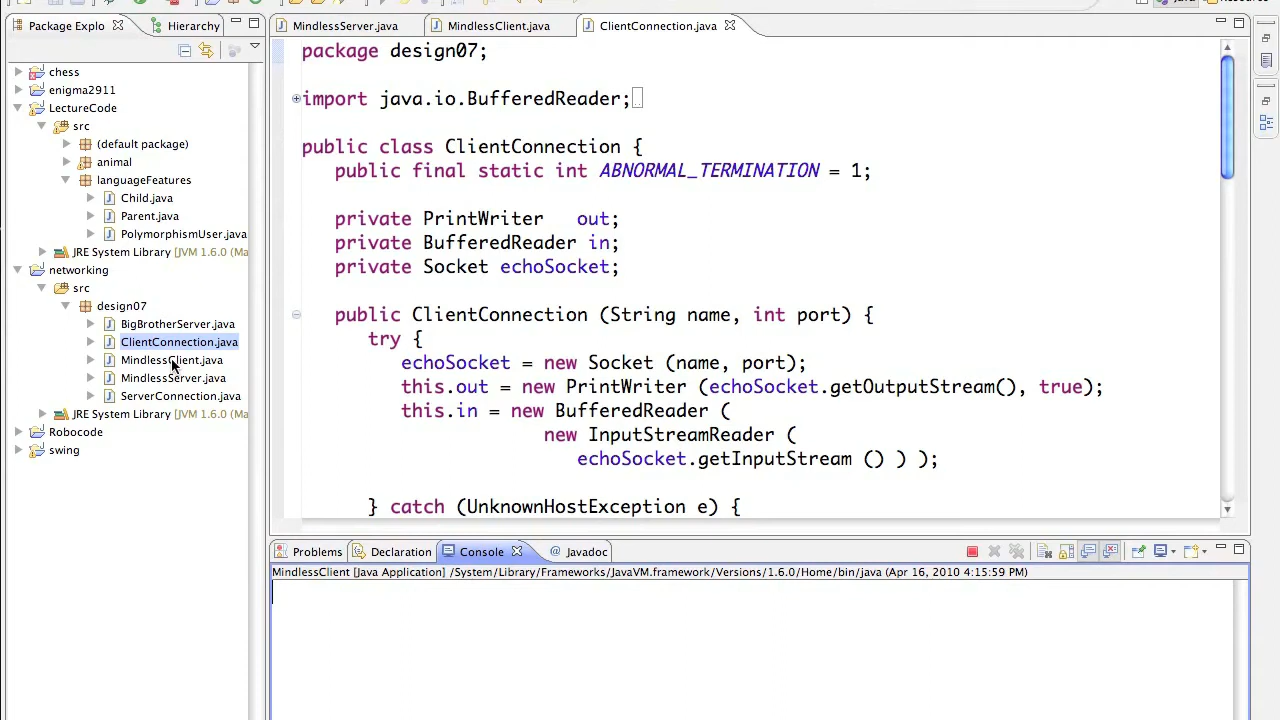 Package Explo
Hierarchy
MindlessServer.java
MindlessClient.java
ClientConnection.java
chess
enigma2911
LectureCode
src
(default package)
animal
languageFeatures
Child.java
Parent.java
PolymorphismUser.java
JRE System Library [JVM 1.6.0 (Ma
networking
src
design07
BigBrotherServer.java
ClientConnection.java
MindlessClient.java
MindlessServer.java
ServerConnection.java
JRE System Library [JVM 1.6.0 (Ma
Robocode
swing
package design07;
import java.io.BufferedReader;
public class ClientConnection {
public final static int ABNORMAL_TERMINATION = 1;
private PrintWriter out;
private BufferedReader in;
private Socket echoSocket;
public ClientConnection (String name, int port) {
try {
echoSocket = new Socket (name, port);
this.out = new PrintWriter (echoSocket.getOutputStream(), true);
this.in = new BufferedReader (
new InputStreamReader (
echoSocket.getInputStream () ) );
} catch (UnknownHostException e) {
Problems
Declaration
Console
@ Javadoc
MindlessClient [Java Application] /System/Library/Frameworks/JavaVM.framework/Versions/1.6.0/Home/bin/java (Apr 16, 2010 4:15:59 PM)